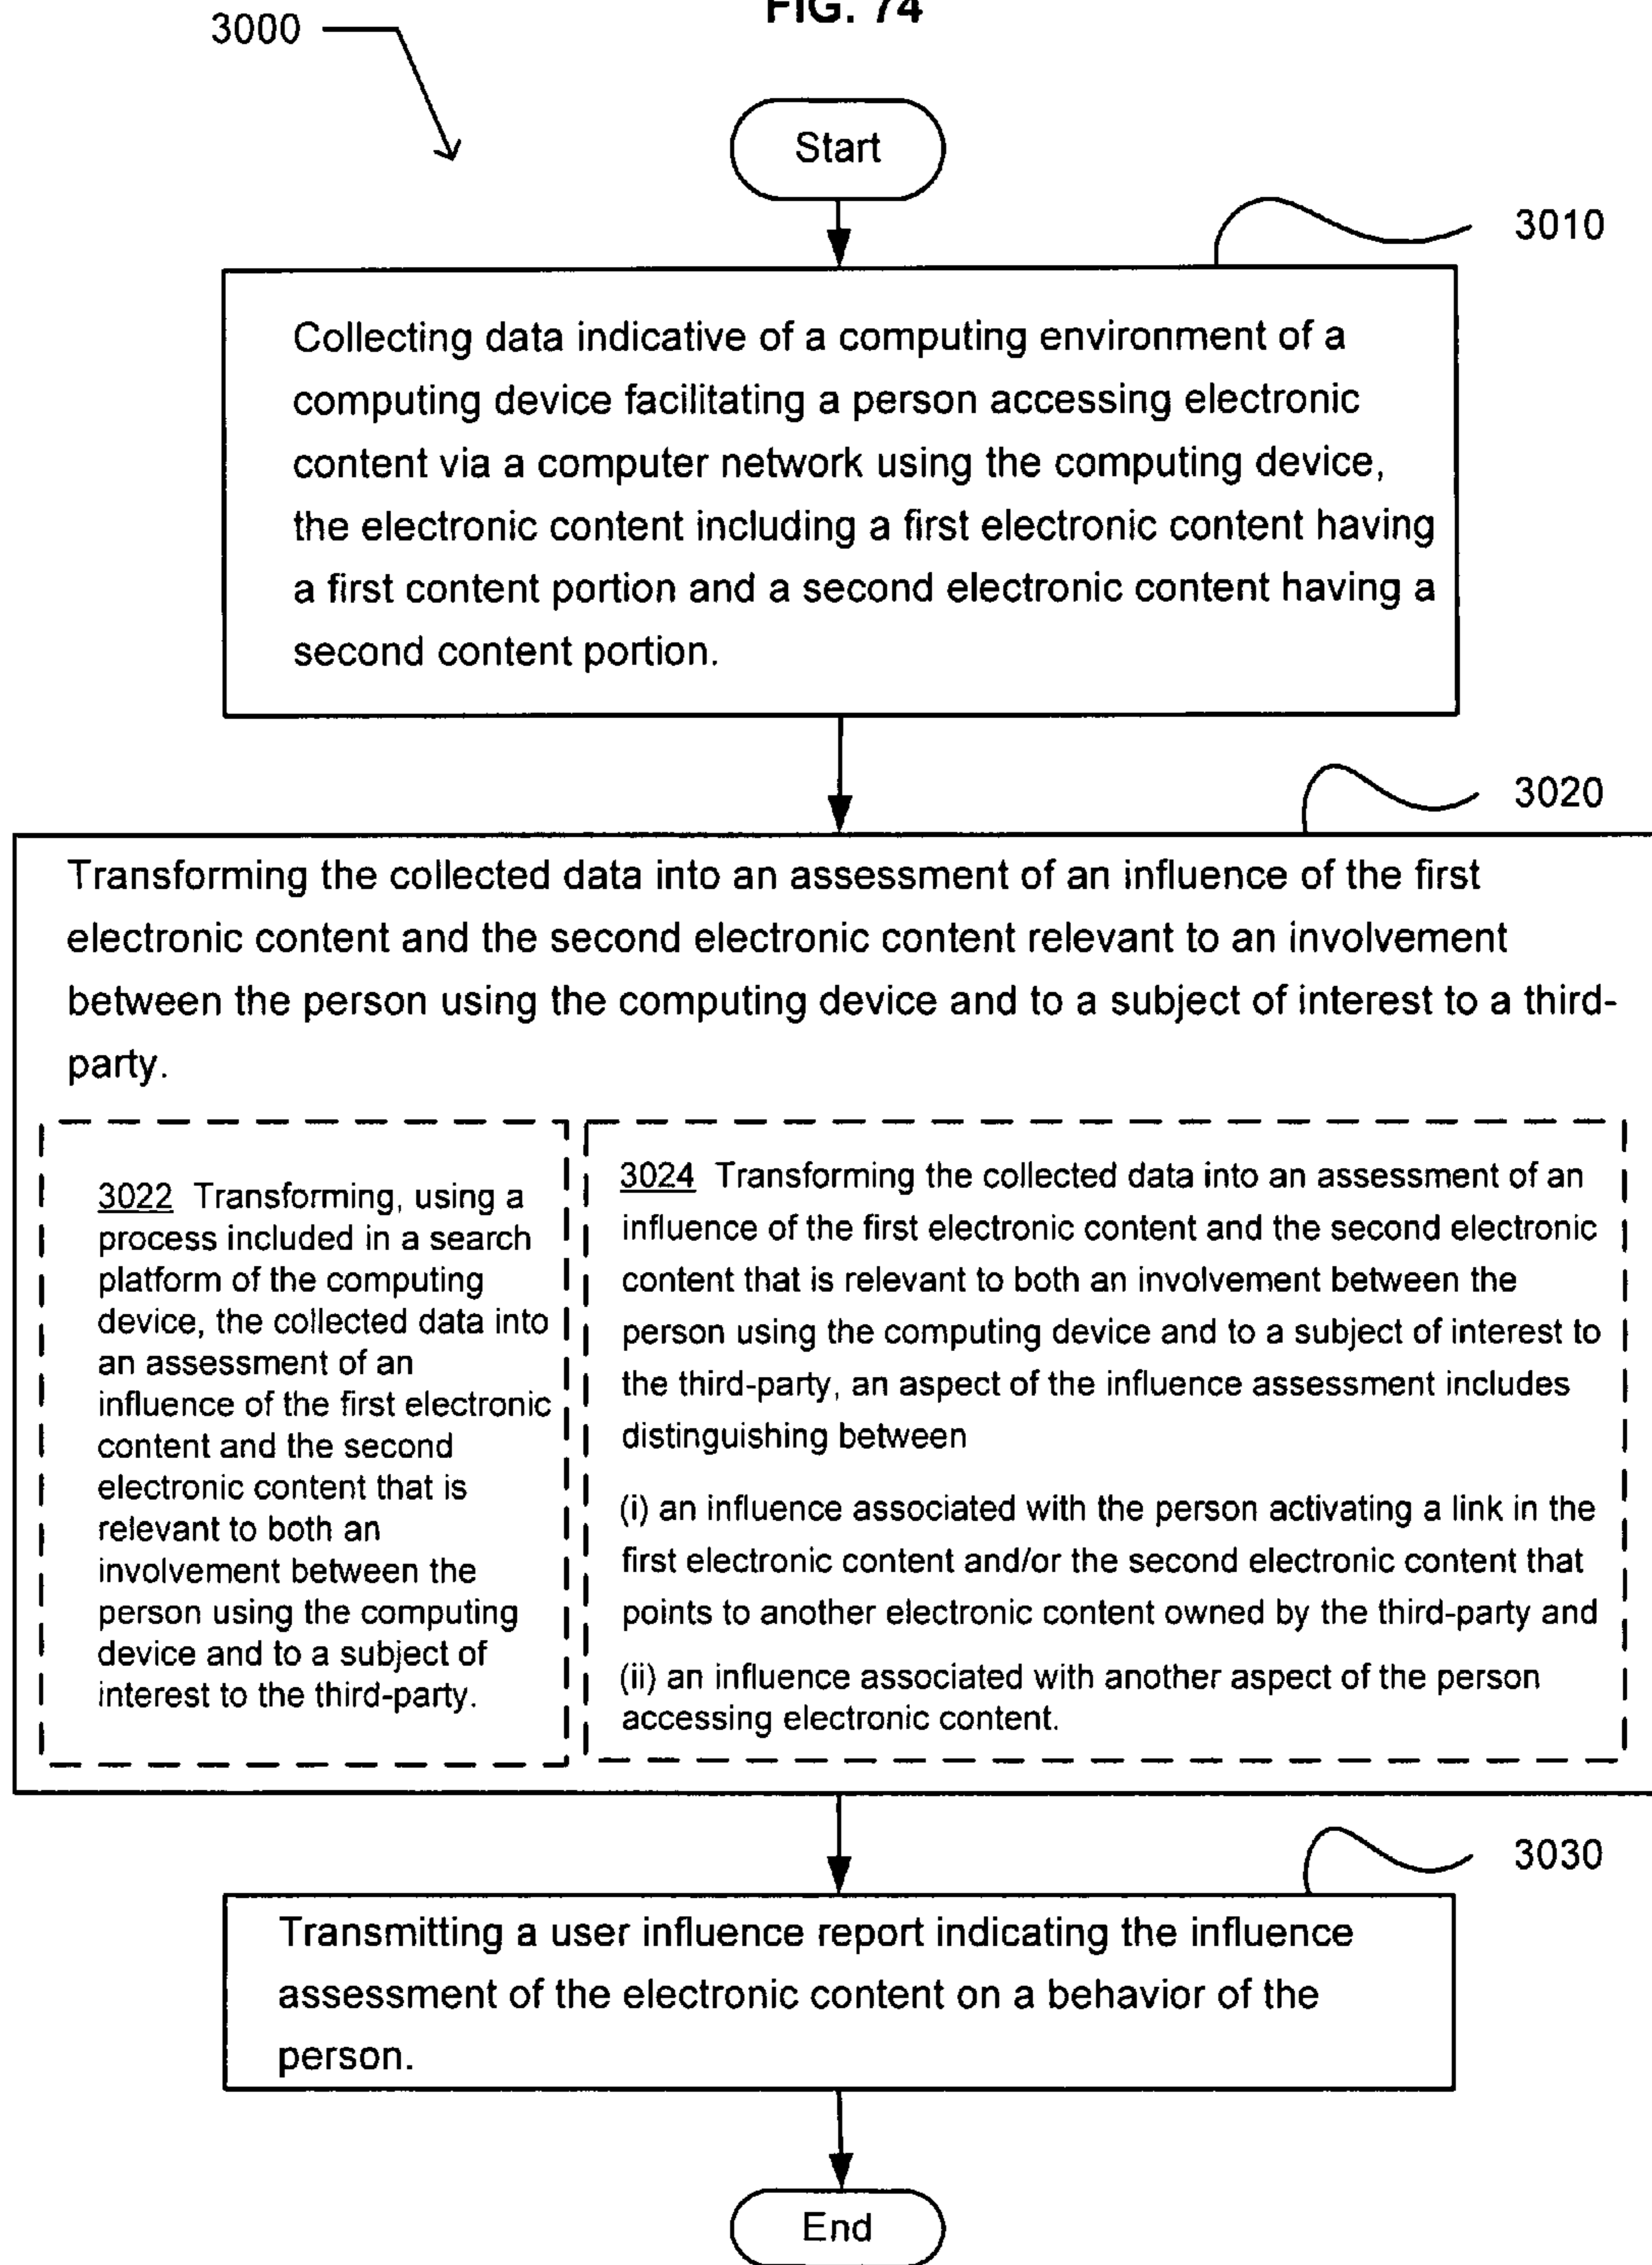 FIG. 74
3000
Start
3010
Collecting data indicative of a computing environment of a
computing device facilitating a person accessing electronic
content via a computer network using the computing device,
the electronic content including a first electronic content having
a first content portion and a second electronic content having a
second content portion.
3020
Transforming the collected data into an assessment of an influence of the first
electronic content and the second electronic content relevant to an involvement
between the person using the computing device and to a subject of interest to a third-
party.
3022 Transforming, using a
process included in a search
platform of the computing
device, the collected data into
an assessment of an
influence of the first electronic
content and the second
electronic content that is
relevant to both an
involvement between the
person using the computing
device and to a subject of
interest to the third-party.
3024 Transforming the collected data into an assessment of an
influence of the first electronic content and the second electronic
content that is relevant to both an involvement between the
person using the computing device and to a subject of interest to
the third-party, an aspect of the influence assessment includes
distinguishing between
(i) an influence associated with the person activating a link in the
first electronic content and/or the second electronic content that
points to another electronic content owned by the third-party and
(ii) an influence associated with another aspect of the person
accessing electronic content.
3030
Transmitting a user influence report indicating the influence
assessment of the electronic content on a behavior of the
person.
End